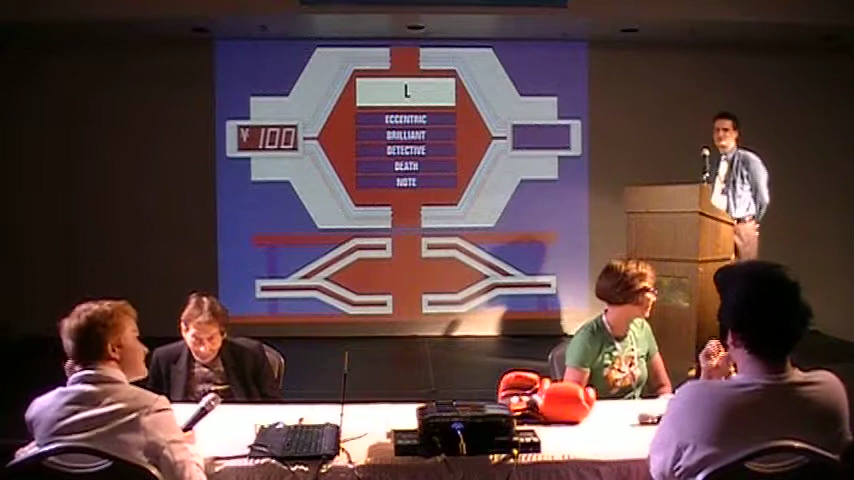 L
ECCENTRIC
¥ 100
BRILLIANT
DETECTIVE
DEATH
NOTE